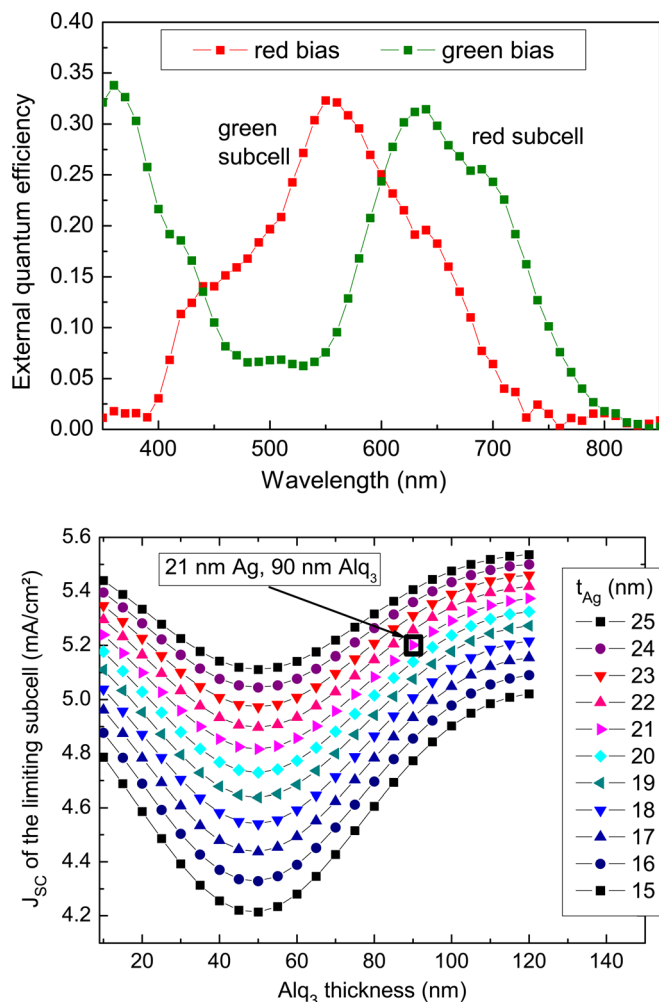 0.40
0.35
0.30
0.25
0.20
0.15
0.10
0.05
0.00
External quantum efficiency
red bias
green bias
green
subcell
red subcell
400 500 600 700 800
Wavelength (nm)
5.6
5.4
5.2
5.0
4.8
4.6
4.4
4.2
J_SC of the limiting subcell (mA/cm²)
21 nm Ag, 90 nm Alq₃
t_Ag (nm)
25
24
23
22
21
20
19
18
17
16
15
20 40 60 80 100 120 140
Alq₃ thickness (nm)